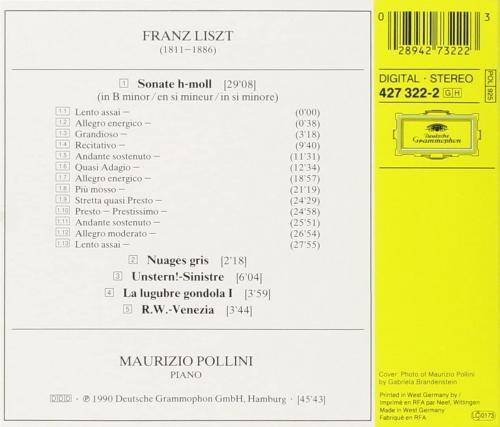 FRANZ LISZT
(1811–1886)
1 Sonate h-moll [29'08]
(in B minor / en si mineur / in si minore)
1.1 Lento assai – (0'00)
1.2 Allegro energico – (0'38)
1.3 Grandioso – (3'18)
1.4 Recitativo – (9'40)
1.5 Andante sostenuto – (11'31)
1.6 Quasi Adagio – (12'34)
1.7 Allegro energico – (18'57)
1.8 Più mosso – (21'19)
1.9 Stretta quasi Presto – (24'29)
1.10 Presto – Prestissimo – (24'58)
1.11 Andante sostenuto – (25'51)
1.12 Allegro moderato – (26'54)
1.13 Lento assai – (27'55)
2 Nuages gris [2'18]
3 Unstern!-Sinistre [6'04]
4 La lugubre gondola I [3'59]
5 R.W.-Venezia [3'44]
MAURIZIO POLLINI
PIANO
DDD · ℗ 1990 Deutsche Grammophon GmbH, Hamburg · [45'43]
0 28942 73222 3
DIGITAL · STEREO
427 322-2 GH
POL 925
Deutsche
Grammophon
Cover: Photo of Maurizio Pollini
by Gabriela Brandenstein
Printed in West Germany by /
Imprimé en RFA par Neef, Wittingen
Made in West Germany
Fabriqué en RFA
LC 0173